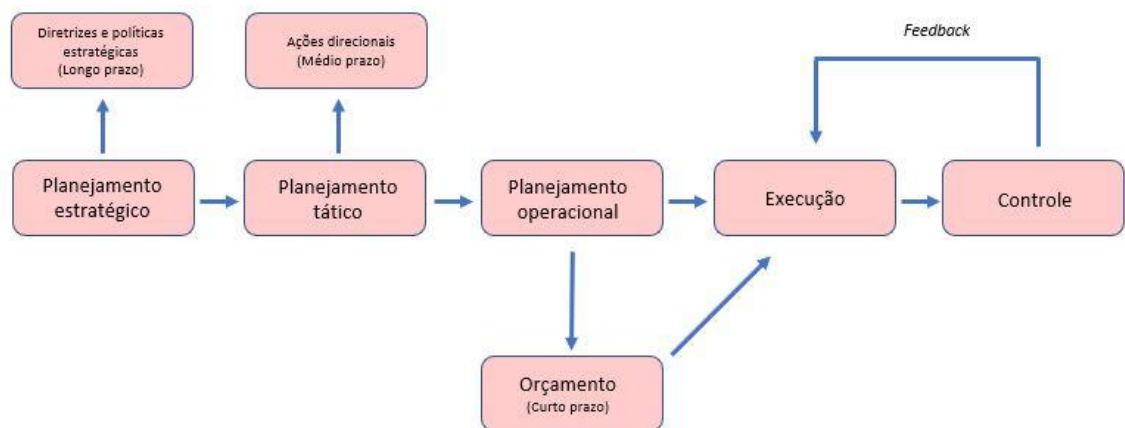 Diretrizes e políticas
estratégicas
(Longo prazo)
Ações direcionais
(Médio prazo)
Feedback
Planejamento
estratégico
Planejamento
tático
Planejamento
operacional
Execução
Controle
Orçamento
(Curto prazo)